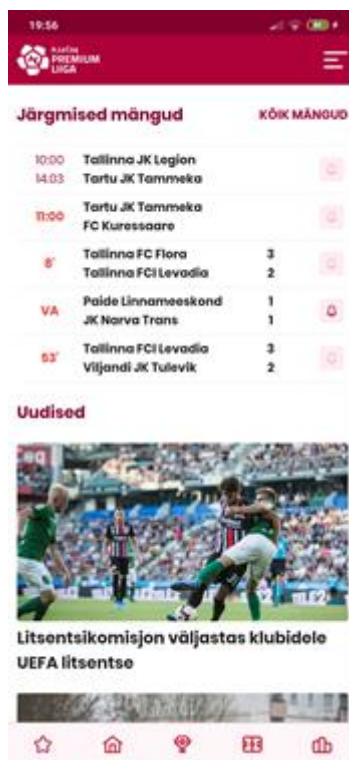 19:56
PREMIUM
LIIGA
Järgmised mängud KÕIK MÄNGUD
10:00 Tallinna JK Legion
14.03 Tartu JK Tammeka
11:00 Tartu JK Tammeka
FC Kuressaare
8' Tallinna FC Flora 3
Tallinna FCI Levadia 2
VA Paide Linnameeskond 1
JK Narva Trans 1
53' Tallinna FCI Levadia 3
Viljandi JK Tulevik 2
Uudised
Litsentsikomisjon väljastas klubidele
UEFA litsentse